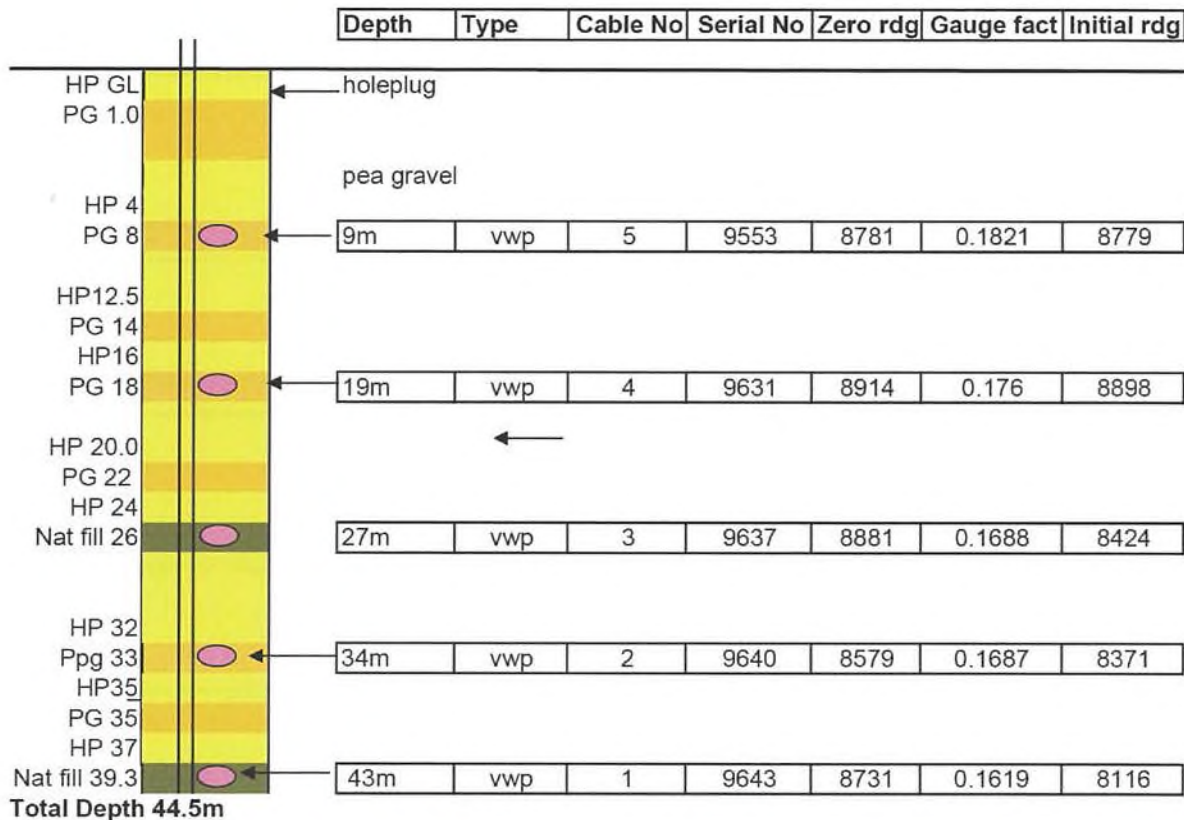 Depth Type Cable No Serial No Zero rdg Gauge fact Initial rdg
HP GL holeplug
PG 1.0
pea gravel
HP 4
PG 8 9m vwp 5 9553 8781 0.1821 8779
HP12.5
PG 14
HP16
PG 18 19m vwp 4 9631 8914 0.176 8898
HP 20.0
PG 22
HP 24
Nat fill 26 27m vwp 3 9637 8881 0.1688 8424
HP 32
Ppg 33 34m vwp 2 9640 8579 0.1687 8371
HP35
PG 35
HP 37
Nat fill 39.3 43m vwp 1 9643 8731 0.1619 8116
Total Depth 44.5m